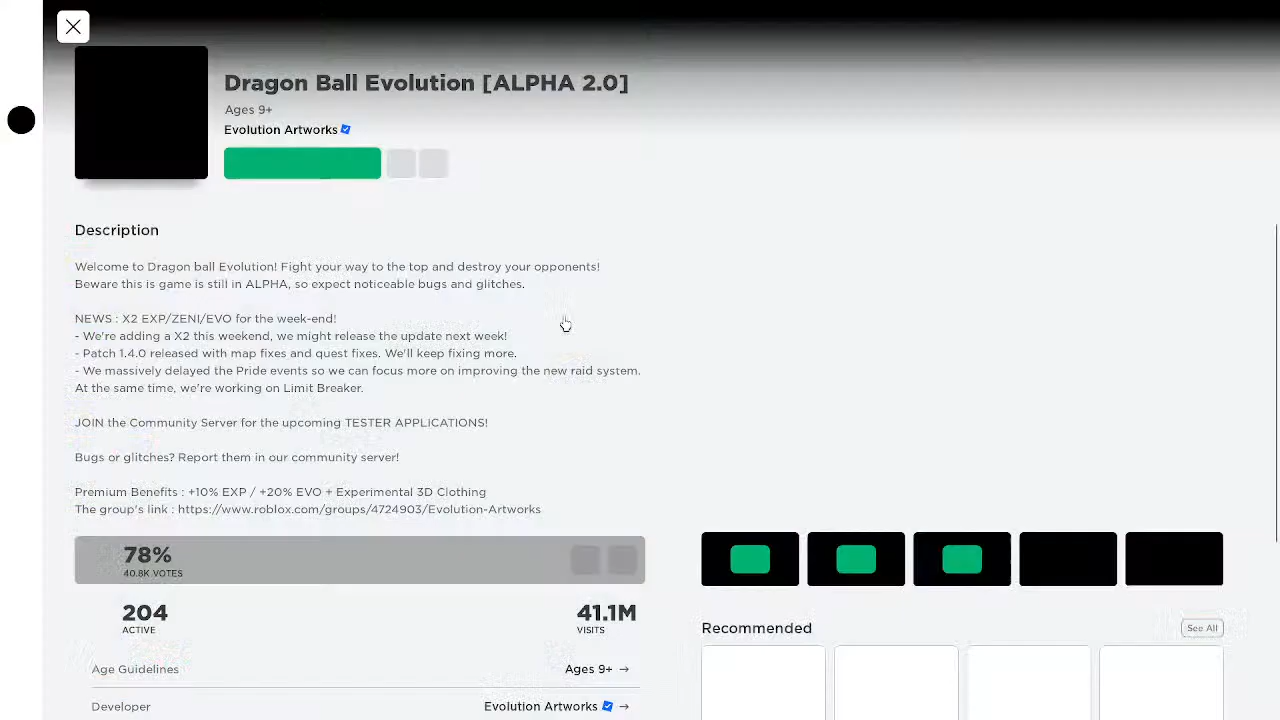 Dragon Ball Evolution [ALPHA 2.0]
Ages 9+
Evolution Artworks
Description
Welcome to Dragon ball Evolution! Fight your way to the top and destroy your opponents!
Beware this is game is still in ALPHA, so expect noticeable bugs and glitches.
NEWS : X2 EXP/ZENI/EVO for the week-end!
- We're adding a X2 this weekend, we might release the update next week!
- Patch 1.4.0 released with map fixes and quest fixes. We'll keep fixing more.
- We massively delayed the Pride events so we can focus more on improving the new raid system.
At the same time, we're working on Limit Breaker.
JOIN the Community Server for the upcoming TESTER APPLICATIONS!
Bugs or glitches? Report them in our community server!
Premium Benefits : +10% EXP / +20% EVO + Experimental 3D Clothing
The group's link : https://www.roblox.com/groups/4724903/Evolution-Artworks
78%
40.8K VOTES
204
ACTIVE
41.1M
VISITS
Age Guidelines
Ages 9+ →
Developer
Evolution Artworks →
Recommended
See All